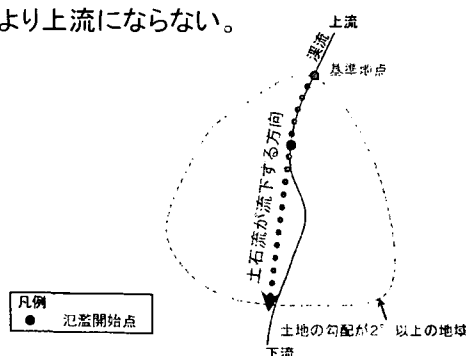 より上流にならない。
上流
渓流
基準地点
土石流が流下する方向
凡例
● 氾濫開始点
土地の勾配が2°以上の地域
下流